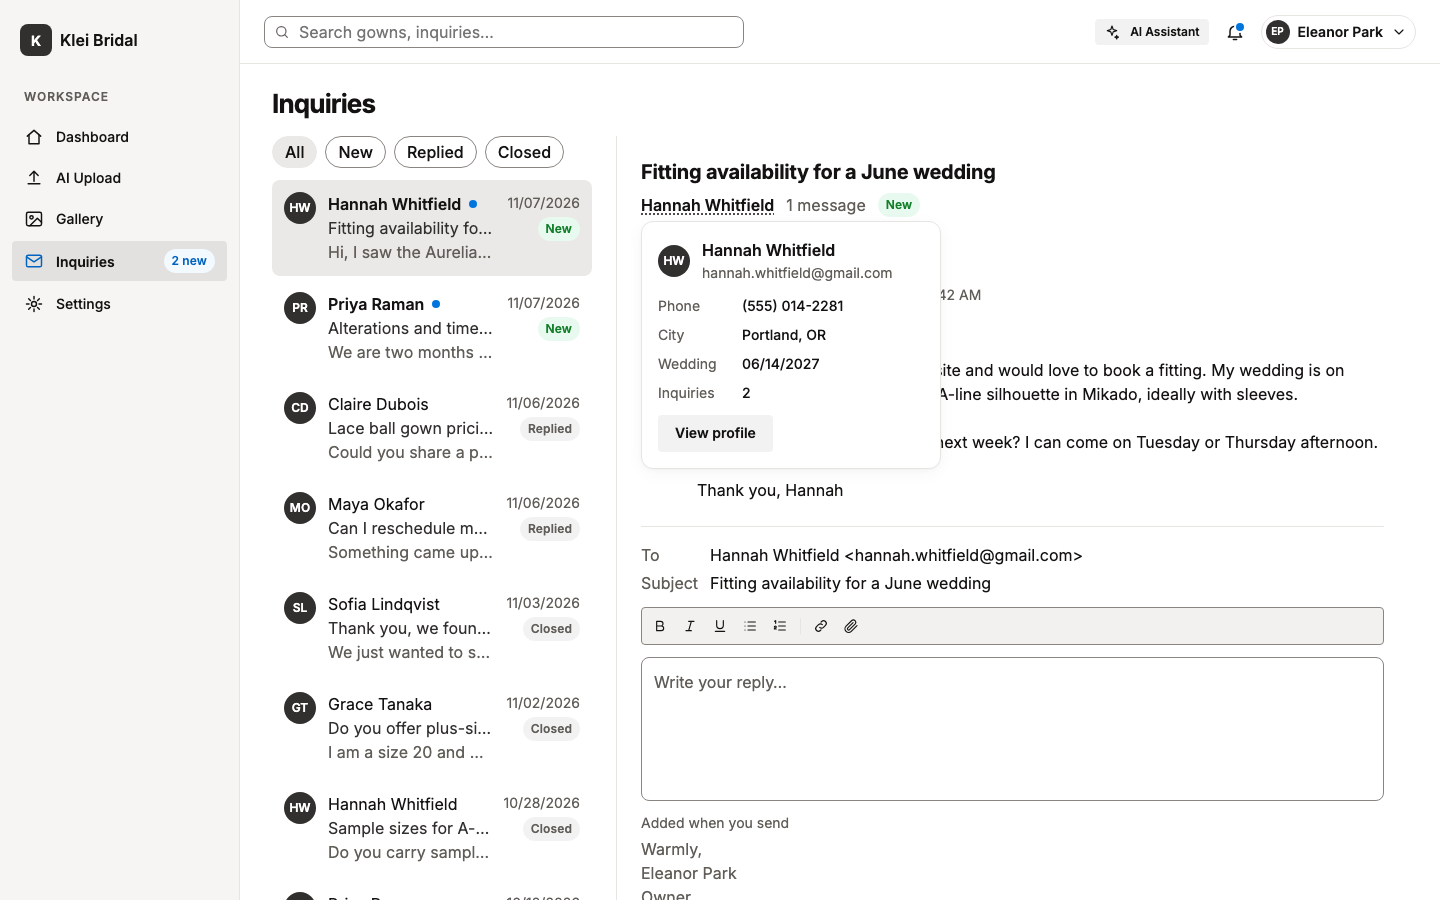 K Klei Bridal
WORKSPACE
Dashboard
AI Upload
Gallery
Inquiries 2 new
Settings
Search gowns, inquiries...
AI Assistant
EP Eleanor Park
Inquiries
All New Replied Closed
HW Hannah Whitfield 11/07/2026
Fitting availability fo... New
Hi, I saw the Aurelia...
PR Priya Raman 11/07/2026
Alterations and time... New
We are two months ...
CD Claire Dubois 11/06/2026
Lace ball gown prici... Replied
Could you share a p...
MO Maya Okafor 11/06/2026
Can I reschedule m... Replied
Something came up...
SL Sofia Lindqvist 11/03/2026
Thank you, we foun... Closed
We just wanted to s...
GT Grace Tanaka 11/02/2026
Do you offer plus-si... Closed
I am a size 20 and ...
HW Hannah Whitfield 10/28/2026
Sample sizes for A-... Closed
Do you carry sampl...
Fitting availability for a June wedding
Hannah Whitfield 1 message New
HW Hannah Whitfield
hannah.whitfield@gmail.com
Phone (555) 014-2281
City Portland, OR
Wedding 06/14/2027
Inquiries 2
View profile
42 AM
site and would love to book a fitting. My wedding is on
A-line silhouette in Mikado, ideally with sleeves.
next week? I can come on Tuesday or Thursday afternoon.
Thank you, Hannah
To Hannah Whitfield <hannah.whitfield@gmail.com>
Subject Fitting availability for a June wedding
B I U
Write your reply...
Added when you send
Warmly,
Eleanor Park
Owner